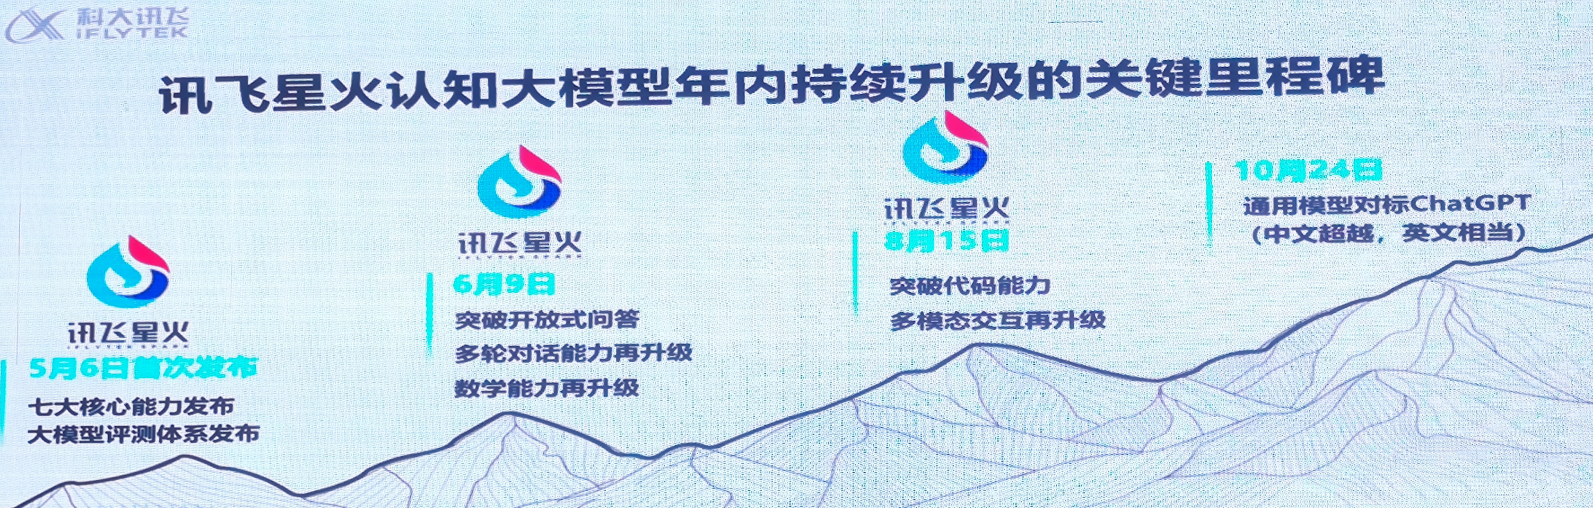 科大讯飞
iFLYTEK
讯飞星火认知大模型年内持续升级的关键里程碑
讯飞星火
5月6日首次发布
七大核心能力发布
大模型评测体系发布
讯飞星火
6月9日
突破开放式问答
多轮对话能力再升级
数学能力再升级
讯飞星火
8月15日
突破代码能力
多模态交互再升级
10月24日
通用模型对标ChatGPT
（中文超越，英文相当）